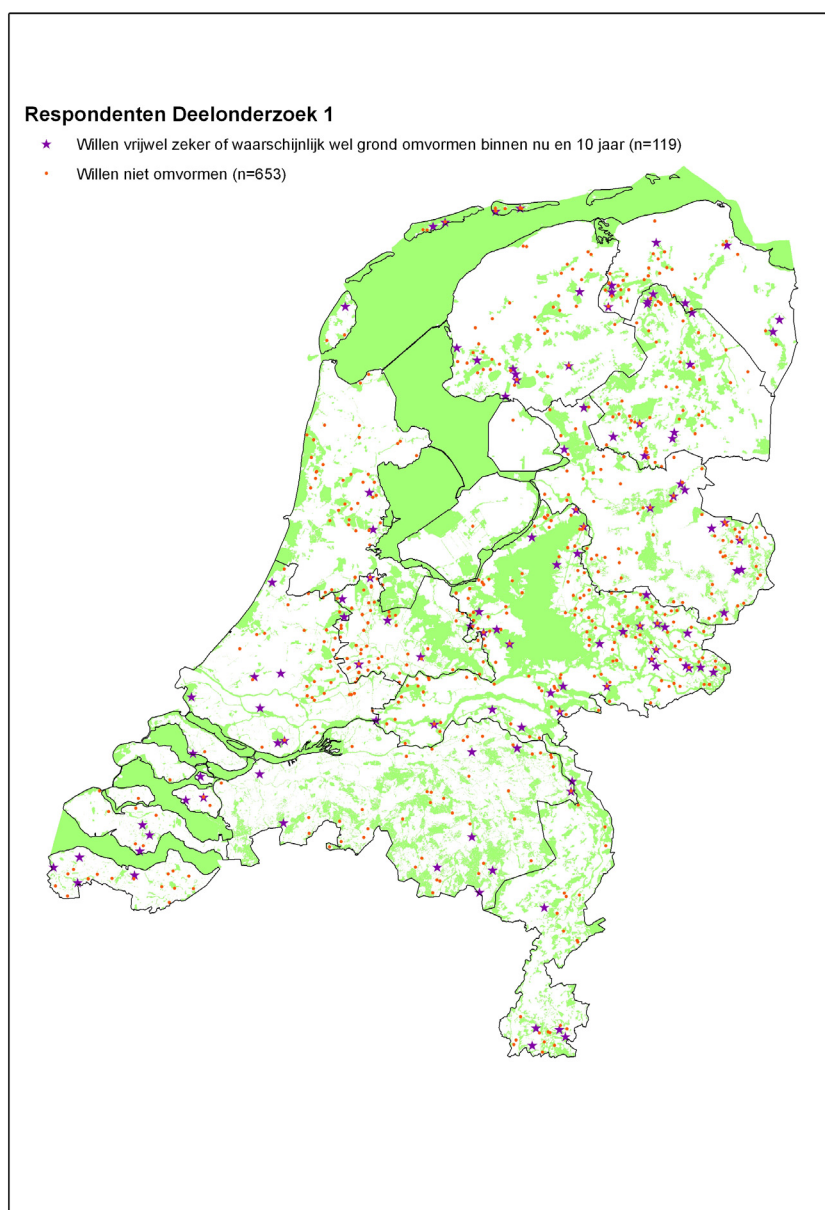 Respondenten Deelonderzoek 1
Willen vrijwel zeker of waarschijnlijk wel grond omvormen binnen nu en 10 jaar (n=119)
Willen niet omvormen (n=653)